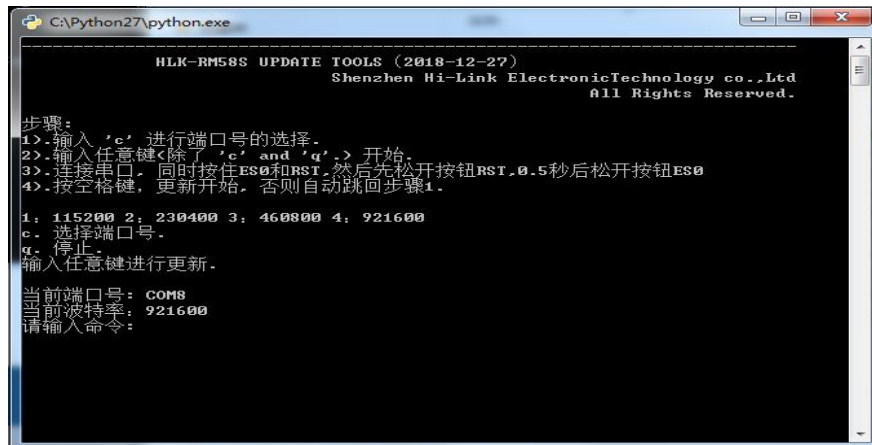 C:\Python27\python.exe
HLK-RM58S UPDATE TOOLS (2018-12-27)
Shenzhen Hi-Link ElectronicTechnology co.,Ltd
All Rights Reserved.
步骤:
1).输入 'c' 进行端口号的选择.
2).输入任意键(除了 'c' and 'q'.) 开始.
3).连接串口, 同时按住ES0和RST,然后先松开按钮RST,0.5秒后松开按钮ES0
4).按空格键, 更新开始, 否则自动跳回步骤1.
1: 115200 2: 230400 3: 460800 4: 921600
c. 选择端口号.
q. 停止.
输入任意键进行更新.
当前端口号: COM8
当前波特率: 921600
请输入命令: